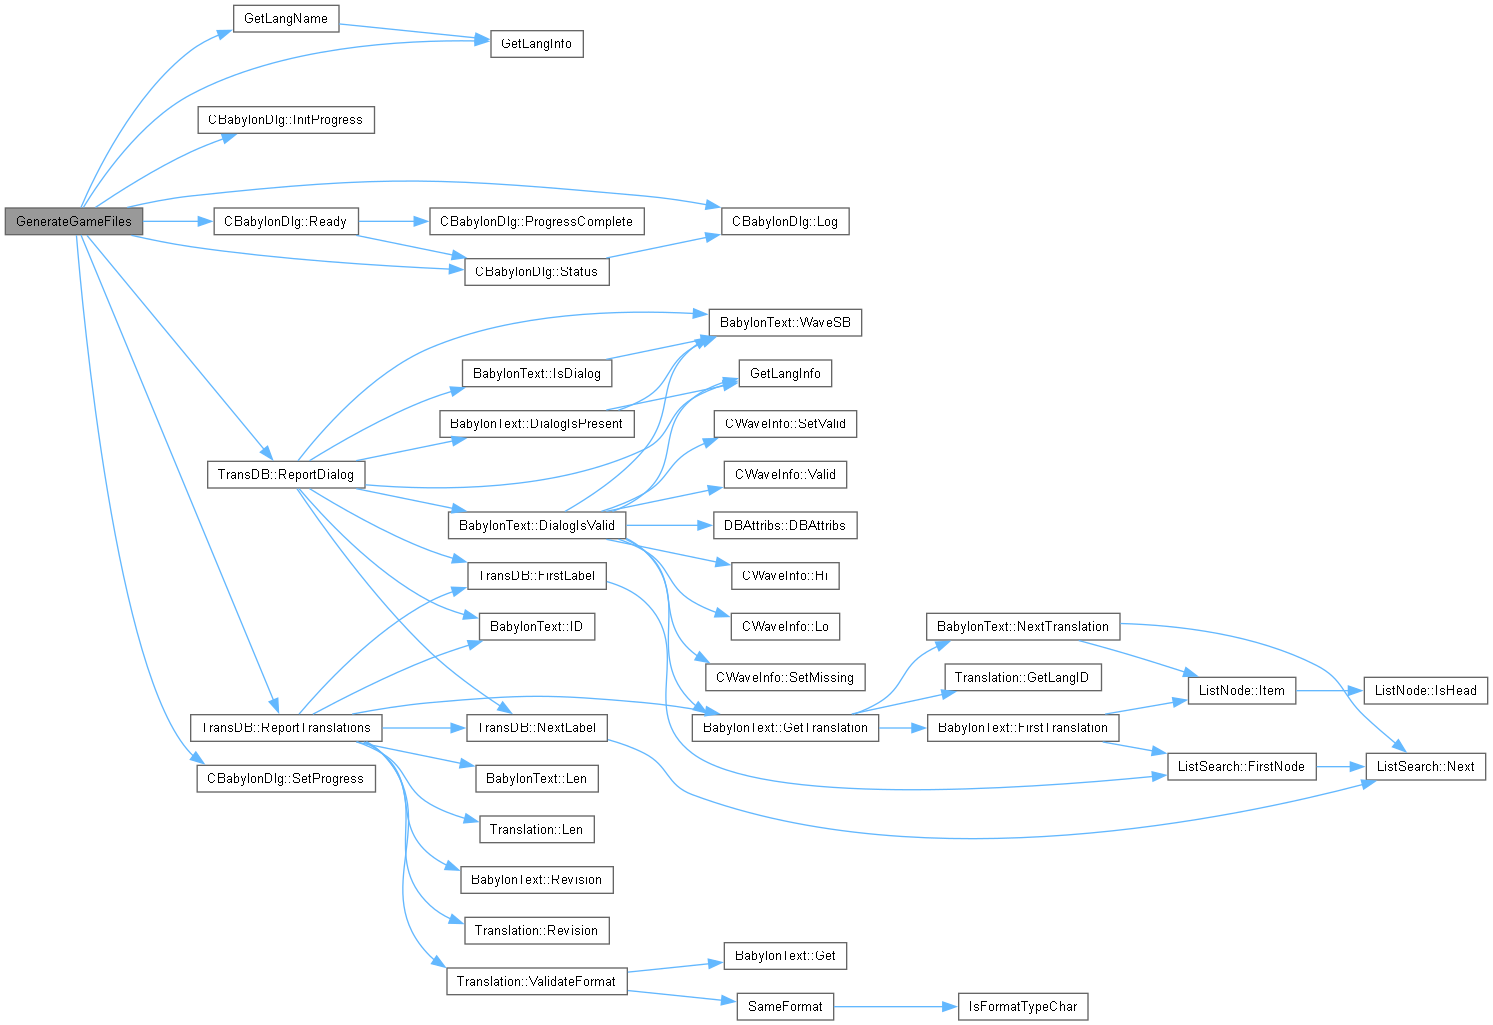 GetLangName
GetLangInfo
CBabylonDlg::InitProgress
GenerateGameFiles
CBabylonDlg::Ready
CBabylonDlg::ProgressComplete
CBabylonDlg::Log
CBabylonDlg::Status
BabylonText::WaveSB
BabylonText::IsDialog
GetLangInfo
BabylonText::DialogIsPresent
CWaveInfo::SetValid
TransDB::ReportDialog
CWaveInfo::Valid
BabylonText::DialogIsValid
DBAttribs::DBAttribs
TransDB::FirstLabel
CWaveInfo::Hi
BabylonText::ID
CWaveInfo::Lo
BabylonText::NextTranslation
CWaveInfo::SetMissing
Translation::GetLangID
ListNode::Item
ListNode::IsHead
TransDB::ReportTranslations
TransDB::NextLabel
BabylonText::GetTranslation
BabylonText::FirstTranslation
CBabylonDlg::SetProgress
BabylonText::Len
ListSearch::FirstNode
ListSearch::Next
Translation::Len
BabylonText::Revision
Translation::Revision
BabylonText::Get
Translation::ValidateFormat
SameFormat
IsFormatTypeChar